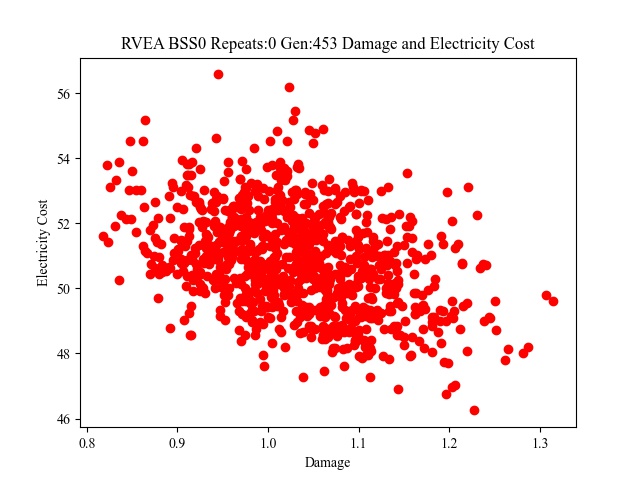 RVEA BSS0 Repeats:0 Gen:453 Damage and Electricity Cost
56
54
52
50
48
46
Electricity Cost
0.8 0.9 1.0 1.1 1.2 1.3
Damage